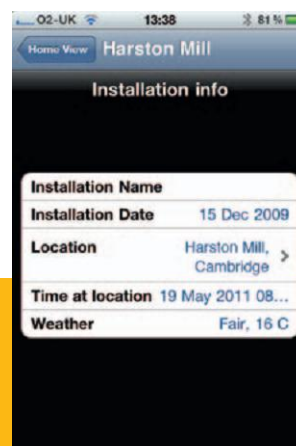 O2-UK 13:38 81%
Home View Harston Mill
Installation info
Installation Name
Installation Date 15 Dec 2009
Location Harston Mill,
Cambridge
Time at location 19 May 2011 08...
Weather Fair, 16 C